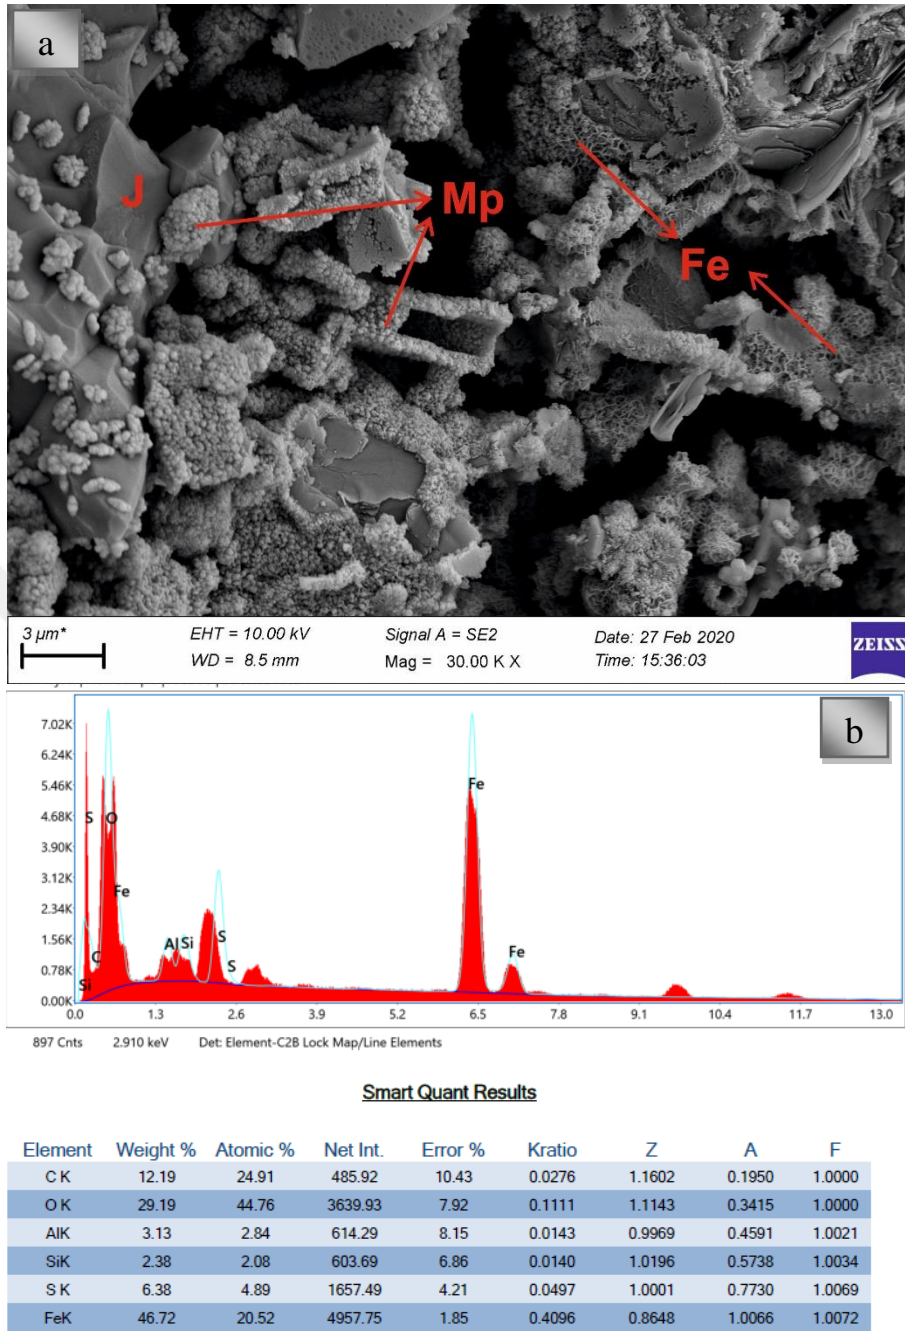 a
J
Mp
Fe
3 µm*
EHT = 10.00 kV
Signal A = SE2
Date: 27 Feb 2020
WD = 8.5 mm
Mag = 30.00 K X
Time: 15:36:03
ZEISS
b
7.02K
6.24K
5.46K
4.68K
3.90K
3.12K
2.34K
1.56K
0.78K
0.00K
S
O
Fe
C
Si
Al
Si
S
S
Fe
Fe
0.0 1.3 2.6 3.9 5.2 6.5 7.8 9.1 10.4 11.7 13.0
897 Cnts 2.910 keV Det: Element-C2B Lock Map/Line Elements
Smart Quant Results
Element Weight % Atomic % Net Int. Error % Kratio Z A F
C K 12.19 24.91 485.92 10.43 0.0276 1.1602 0.1950 1.0000
O K 29.19 44.76 3639.93 7.92 0.1111 1.1143 0.3415 1.0000
AlK 3.13 2.84 614.29 8.15 0.0143 0.9969 0.4591 1.0021
SiK 2.38 2.08 603.69 6.86 0.0140 1.0196 0.5738 1.0034
S K 6.38 4.89 1657.49 4.21 0.0497 1.0001 0.7730 1.0069
FeK 46.72 20.52 4957.75 1.85 0.4096 0.8648 1.0066 1.0072